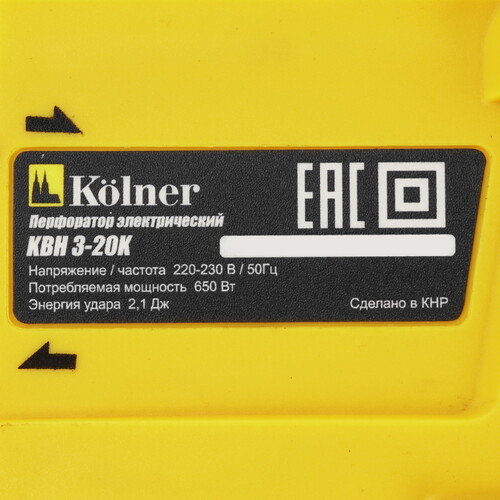 Kölner
EAC
Перфоратор электрический
KBH 3-20K
Напряжение / частота 220-230 В / 50Гц
Потребляемая мощность 650 Вт
Энергия удара 2,1 Дж
Сделано в КНР